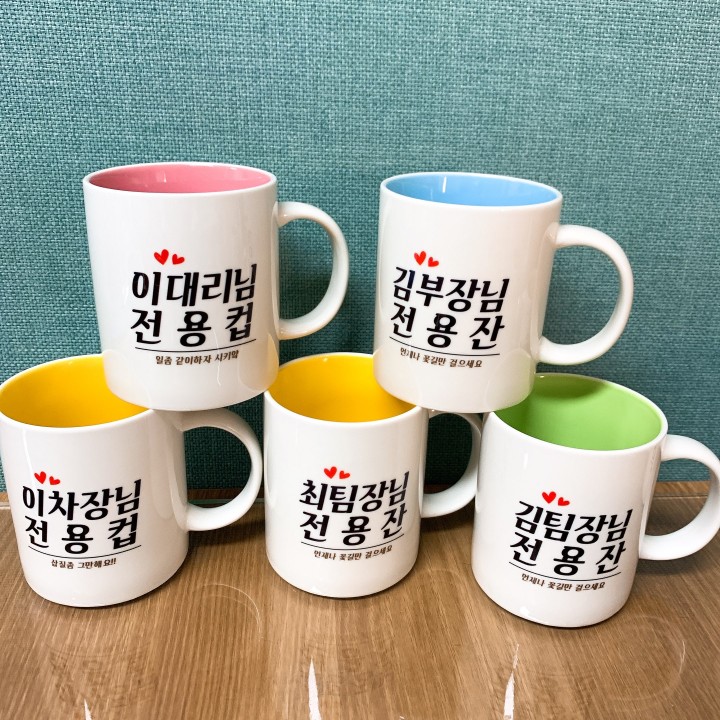 이대리님
전용컵
일좀 같이하자 시키말
김부장님
전용잔
언제나 꽃길만 걸으세요
이차장님
전용컵
삽질좀 그만해요!!
최팀장님
전용잔
언제나 꽃길만 걸으세요
김팀장님
전용잔
언제나 꽃길만 걸으세요